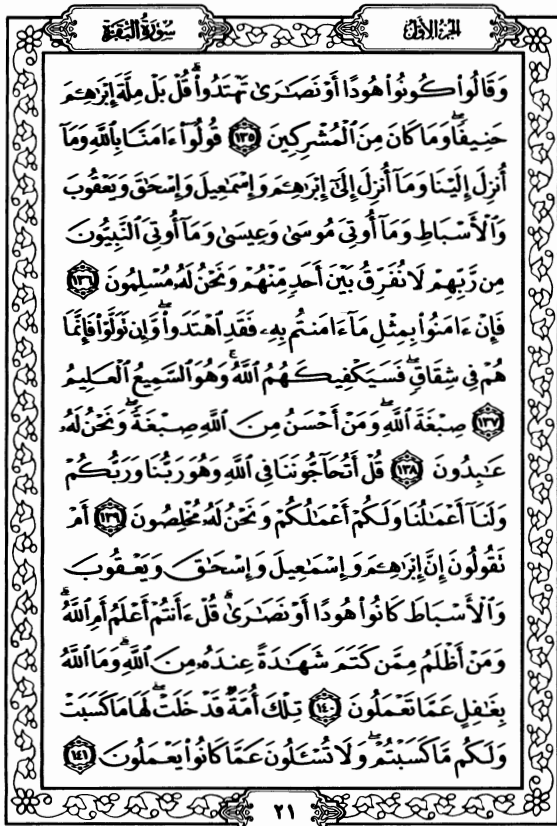 سُورَةُ البَقَرَةِ
الجُزءُ الأوَّلُ
وَقَالُوا۟ كُونُوا۟ هُودًا أَوْ نَصَٰرَىٰ تَهْتَدُوا۟ ۗ قُلْ بَلْ مِلَّةَ إِبْرَٰهِـۧمَ
حَنِيفًا ۖ وَمَا كَانَ مِنَ ٱلْمُشْرِكِينَ ١٣٥ قُولُوٓا۟ ءَامَنَّا بِٱللَّهِ وَمَآ
أُنزِلَ إِلَيْنَا وَمَآ أُنزِلَ إِلَىٰٓ إِبْرَٰهِـۧمَ وَإِسْمَٰعِيلَ وَإِسْحَٰقَ وَيَعْقُوبَ
وَٱلْأَسْبَاطِ وَمَآ أُوتِىَ مُوسَىٰ وَعِيسَىٰ وَمَآ أُوتِىَ ٱلنَّبِيُّونَ
مِن رَّبِّهِمْ لَا نُفَرِّقُ بَيْنَ أَحَدٍ مِّنْهُمْ وَنَحْنُ لَهُۥ مُسْلِمُونَ ١٣٦
فَإِنْ ءَامَنُوا۟ بِمِثْلِ مَآ ءَامَنتُم بِهِۦ فَقَدِ ٱهْتَدَوا۟ ۖ وَّإِن تَوَلَّوْا۟ فَإِنَّمَا
هُمْ فِى شِقَاقٍ ۖ فَسَيَكْفِيكَهُمُ ٱللَّهُ ۚ وَهُوَ ٱلسَّمِيعُ ٱلْعَلِيمُ
١٣٧ صِبْغَةَ ٱللَّهِ ۖ وَمَنْ أَحْسَنُ مِنَ ٱللَّهِ صِبْغَةً ۖ وَنَحْنُ لَهُۥ
عَٰبِدُونَ ١٣٨ قُلْ أَتُحَآجُّونَنَا فِى ٱللَّهِ وَهُوَ رَبُّنَا وَرَبُّكُمْ
وَلَنَآ أَعْمَٰلُنَا وَلَكُمْ أَعْمَٰلُكُمْ وَنَحْنُ لَهُۥ مُخْلِصُونَ ١٣٩ أَمْ
تَقُولُونَ إِنَّ إِبْرَٰهِـۧمَ وَإِسْمَٰعِيلَ وَإِسْحَٰقَ وَيَعْقُوبَ
وَٱلْأَسْبَاطَ كَانُوا۟ هُودًا أَوْ نَصَٰرَىٰ ۗ قُلْ ءَأَنتُمْ أَعْلَمُ أَمِ ٱللَّهُ ۗ
وَمَنْ أَظْلَمُ مِمَّن كَتَمَ شَهَٰدَةً عِندَهُۥ مِنَ ٱللَّهِ ۗ وَمَا ٱللَّهُ
بِغَٰفِلٍ عَمَّا تَعْمَلُونَ ١٤٠ تِلْكَ أُمَّةٌ قَدْ خَلَتْ ۖ لَهَا مَا كَسَبَتْ
وَلَكُم مَّا كَسَبْتُمْ ۖ وَلَا تُسْـَٔلُونَ عَمَّا كَانُوا۟ يَعْمَلُونَ ١٤١
٢١